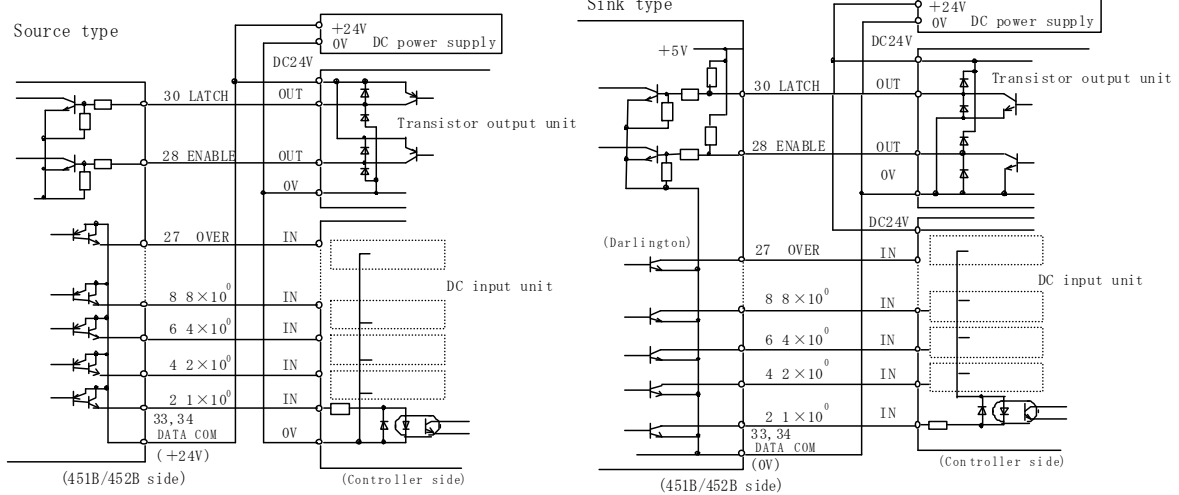 Source type
+24V
0V DC power supply
DC24V
30 LATCH OUT
Transistor output unit
28 ENABLE OUT
0V
27 OVER IN
DC input unit
8 8×10⁰ IN
6 4×10⁰ IN
4 2×10⁰ IN
2 1×10⁰ IN
33,34
DATA COM 0V
(+24V)
(Controller side)
(451B/452B side)
Sink type
+24V
0V DC power supply
DC24V
+5V
Transistor output unit
30 LATCH OUT
28 ENABLE OUT
0V
DC24V
(Darlington)
27 OVER IN
DC input unit
8 8×10⁰ IN
6 4×10⁰ IN
4 2×10⁰ IN
2 1×10⁰ IN
33,34
DATA COM
(0V)
(Controller side)
(451B/452B side)